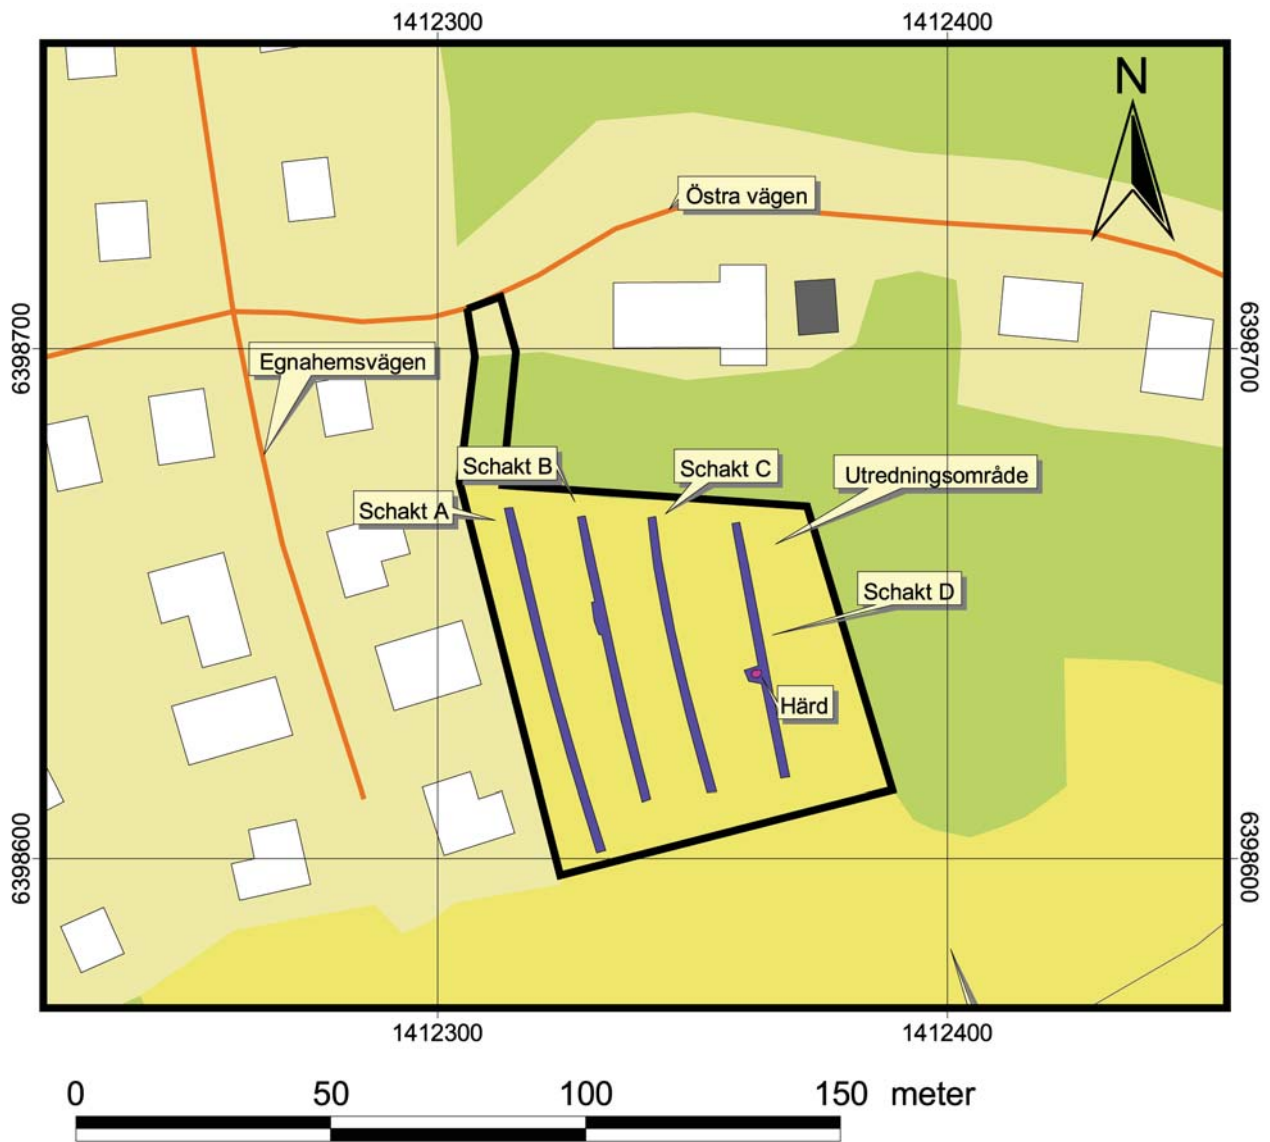 1412300
1412400
N
Östra vägen
6398700
6398700
Egnahemsvägen
Schakt B
Schakt C
Utredningsområde
Schakt A
Schakt D
Härd
6398600
6398600
1412300
1412400
0 50 100 150 meter